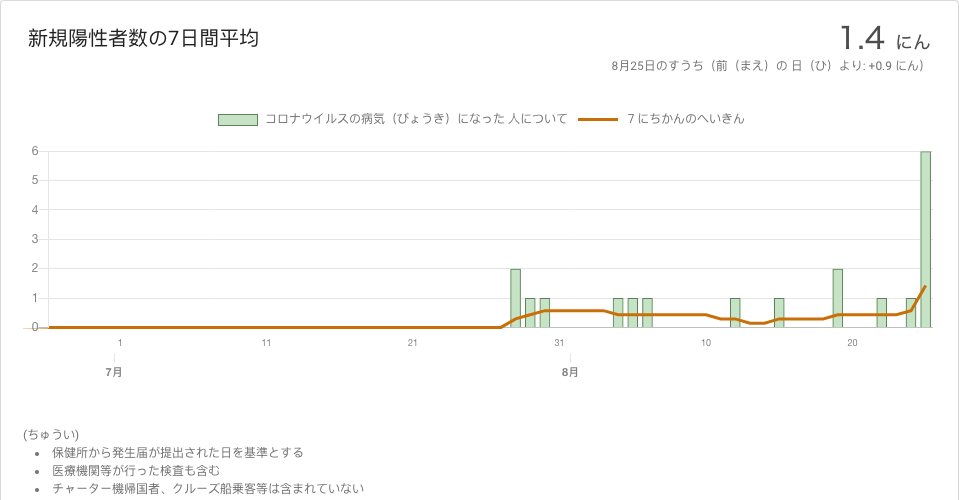 新規陽性者数の7日間平均
1.4 にん
8月25日のすうち（前（まえ）の 日（ひ）より: +0.9 にん）
コロナウイルスの病気（びょうき）になった 人について
7 にちかんのへいきん
6
5
4
3
2
1
0
1 11 21 31 10 20
7月 8月
(ちゅうい)
• 保健所から発生届が提出された日を基準とする
• 医療機関等が行った検査も含む
• チャーター機帰国者、クルーズ船乗客等は含まれていない